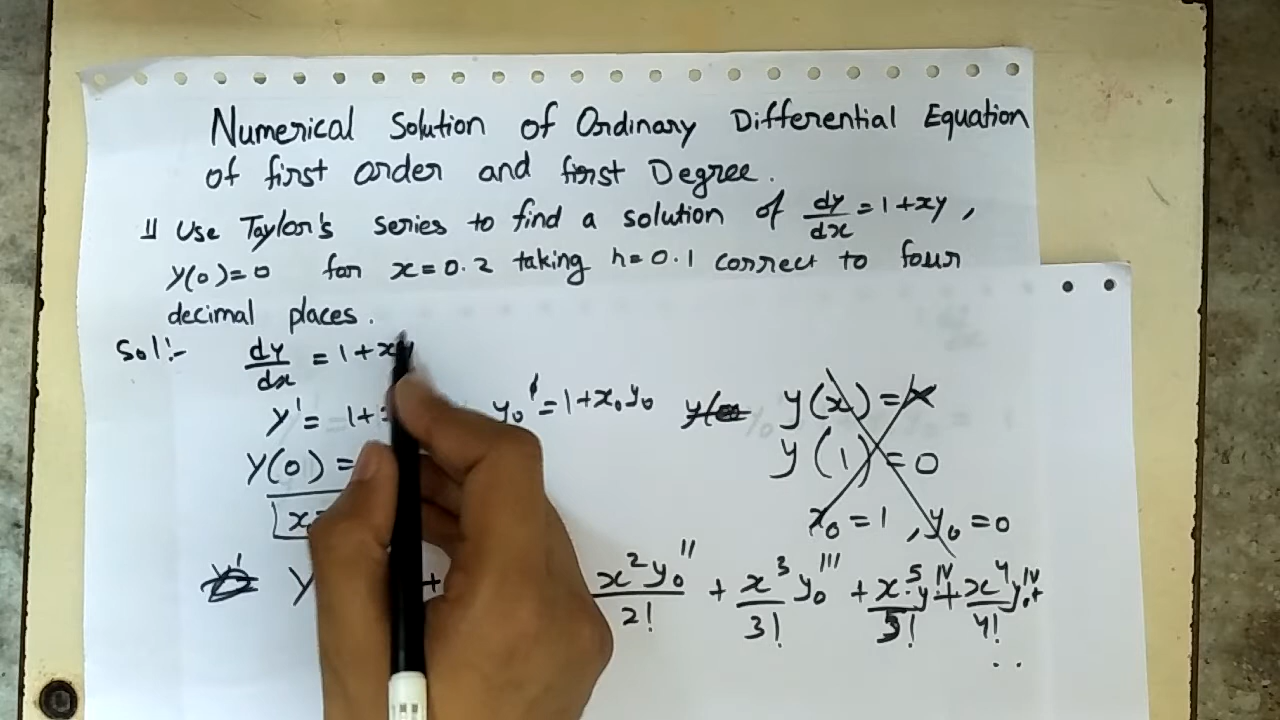 Numerical Solution of Ordinary Differential Equation
of first order and first Degree.
1) Use Taylor's series to find a solution of dy/dx = 1+xy,
y(0)=0 for x=0.2 taking h=0.1 correct to four
decimal places.
Sol:- dy/dx = 1+xy
y' = 1+ y₀' = 1+x₀y₀ y(x) = x
y(0) = y(1) = 0
x₀ = 1, y₀ = 0
y + x²y₀''/2! + x³/3! y₀''' + x⁵/5! y + x⁴/4! y₀ᴵⱽ + ..